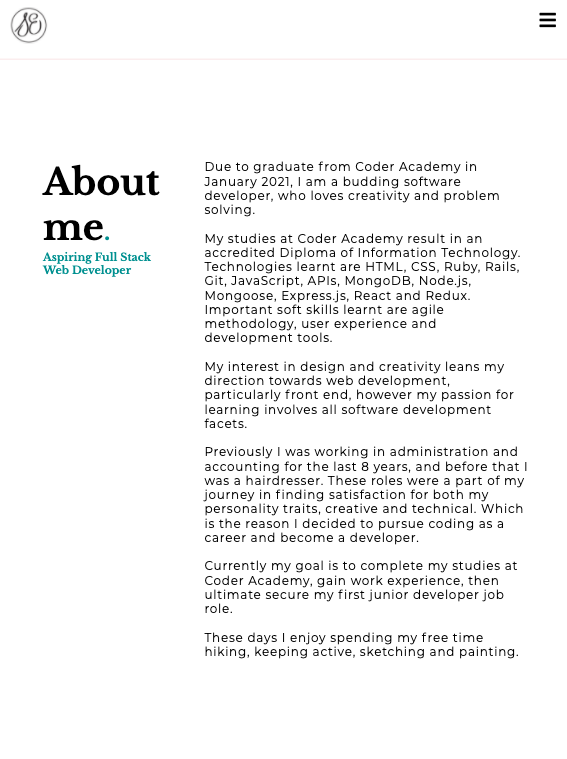 About
me.
Aspiring Full Stack
Web Developer
Due to graduate from Coder Academy in
January 2021, I am a budding software
developer, who loves creativity and problem
solving.
My studies at Coder Academy result in an
accredited Diploma of Information Technology.
Technologies learnt are HTML, CSS, Ruby, Rails,
Git, JavaScript, APIs, MongoDB, Node.js,
Mongoose, Express.js, React and Redux.
Important soft skills learnt are agile
methodology, user experience and
development tools.
My interest in design and creativity leans my
direction towards web development,
particularly front end, however my passion for
learning involves all software development
facets.
Previously I was working in administration and
accounting for the last 8 years, and before that I
was a hairdresser. These roles were a part of my
journey in finding satisfaction for both my
personality traits, creative and technical. Which
is the reason I decided to pursue coding as a
career and become a developer.
Currently my goal is to complete my studies at
Coder Academy, gain work experience, then
ultimate secure my first junior developer job
role.
These days I enjoy spending my free time
hiking, keeping active, sketching and painting.